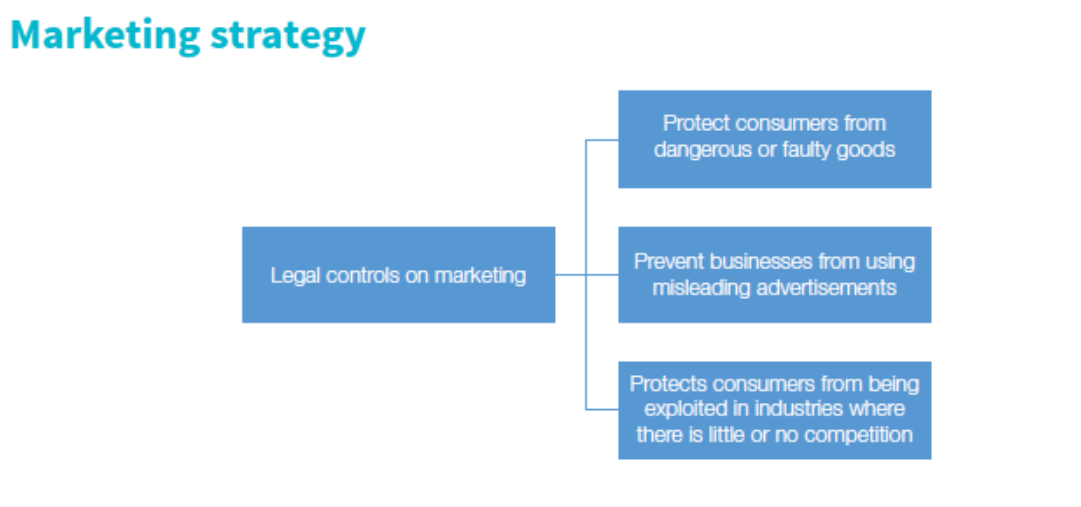 Marketing strategy
Protect consumers from
dangerous or faulty goods
Legal controls on marketing
Prevent businesses from using
misleading advertisements
Protects consumers from being
exploited in industries where
there is little or no competition